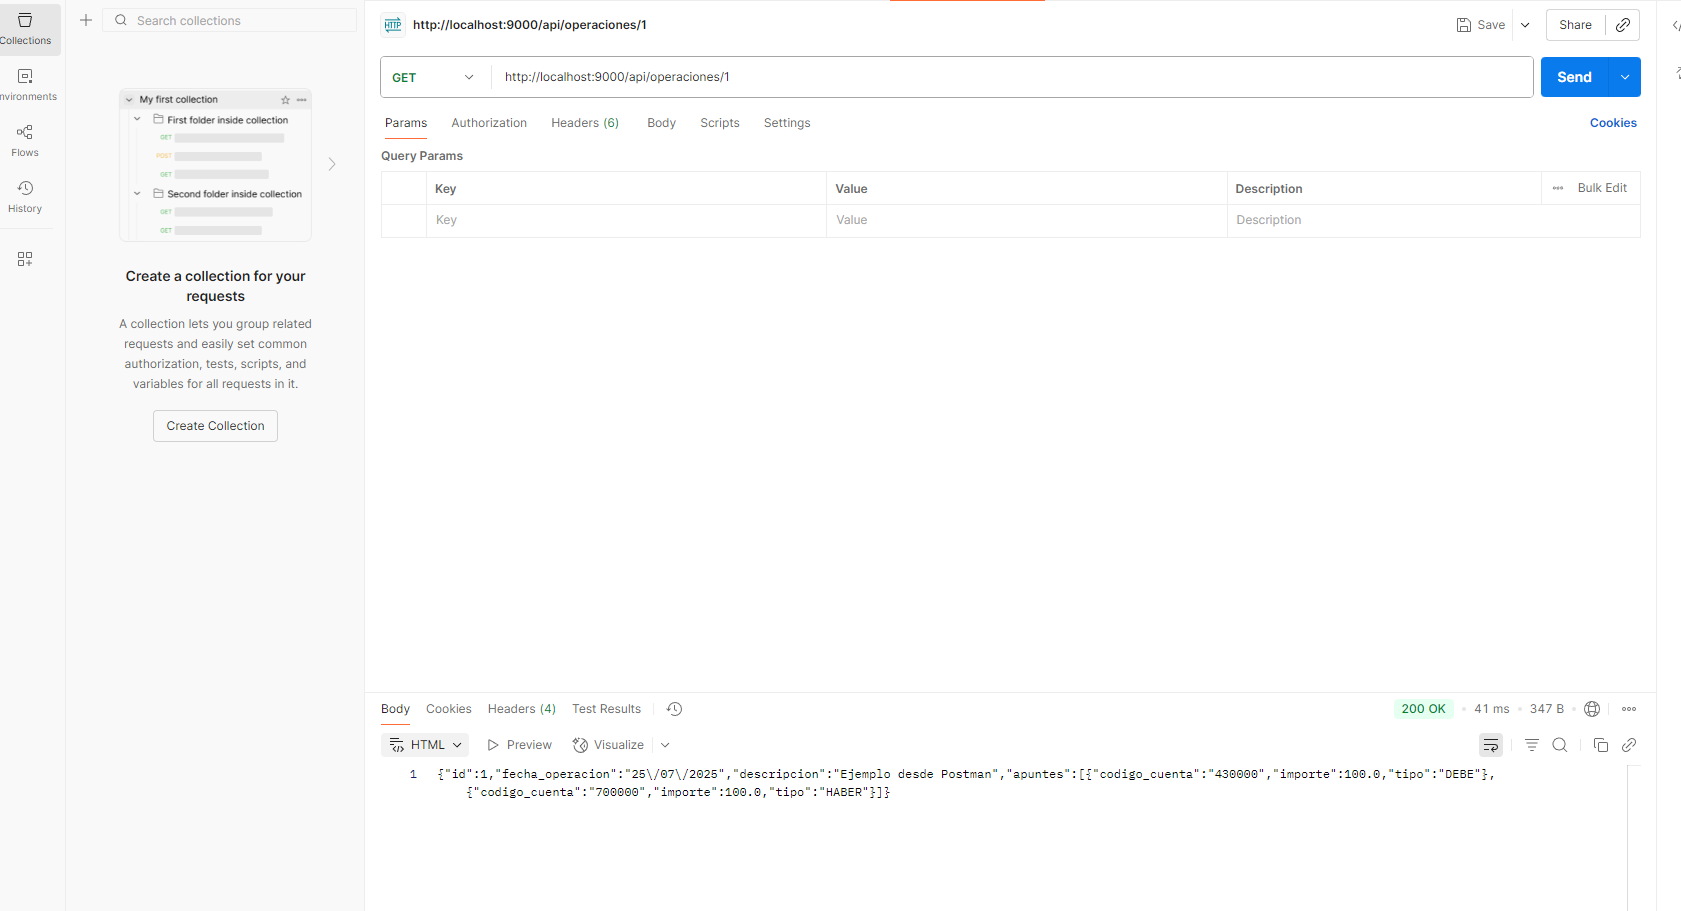 Collections
Search collections
http://localhost:9000/api/operaciones/1
Save
Share
nvironments
Flows
History
My first collection
First folder inside collection
GET
POST
GET
Second folder inside collection
GET
GET
Create a collection for your
requests
A collection lets you group related
requests and easily set common
authorization, tests, scripts, and
variables for all requests in it.
Create Collection
GET
http://localhost:9000/api/operaciones/1
Send
Params
Authorization
Headers (6)
Body
Scripts
Settings
Cookies
Query Params
Key
Value
Description
Bulk Edit
Key
Value
Description
Body
Cookies
Headers (4)
Test Results
200 OK
41 ms
347 B
HTML
Preview
Visualize
1
{"id":1,"fecha_operacion":"25\/07\/2025","descripcion":"Ejemplo desde Postman","apuntes":[{"codigo_cuenta":"430000","importe":100.0,"tipo":"DEBE"},
{"codigo_cuenta":"700000","importe":100.0,"tipo":"HABER"}]}